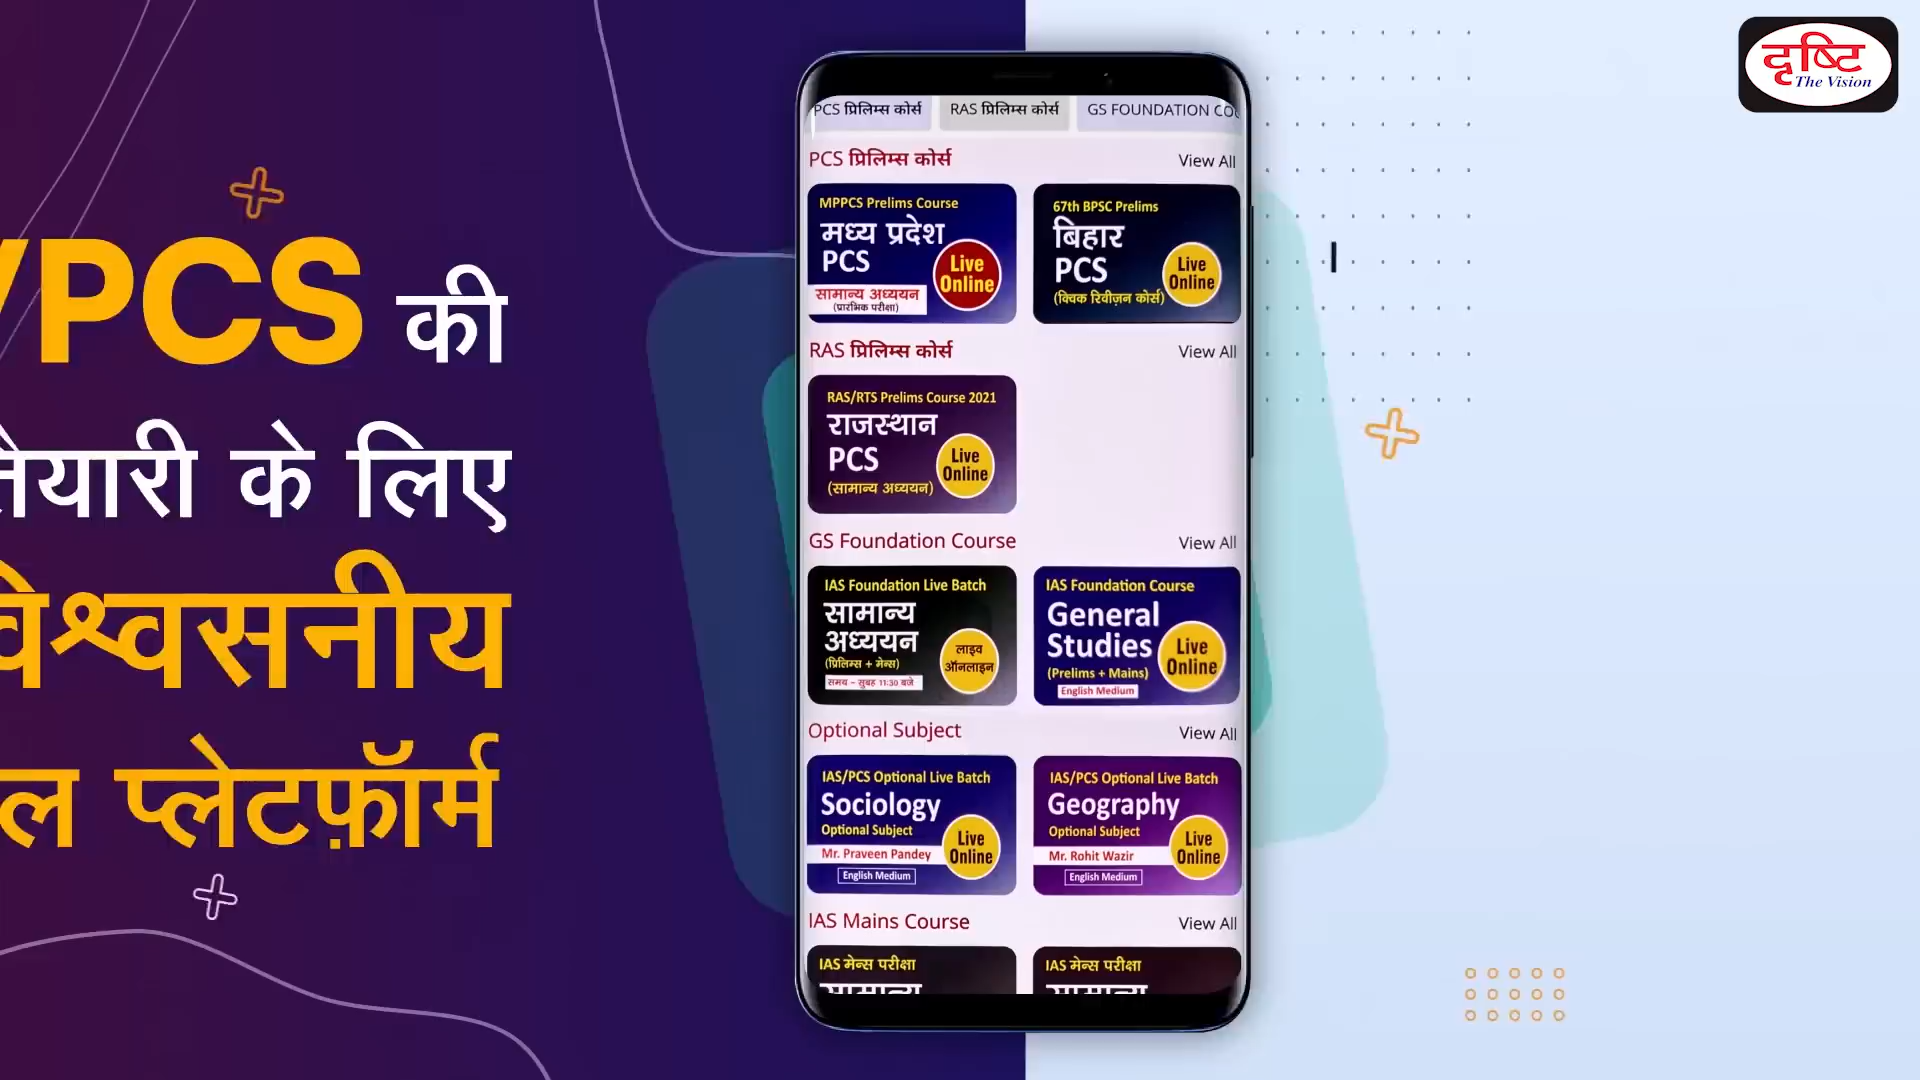 /PCS की
तैयारी के लिए
विश्वसनीय
ल प्लेटफ़ॉर्म
दृष्टि
The Vision
PCS प्रिलिम्स कोर्स
RAS प्रिलिम्स कोर्स
GS FOUNDATION
PCS प्रिलिम्स कोर्स
View All
MPPCS Prelims Course
मध्य प्रदेश
PCS
Live
Online
सामान्य अध्ययन
(प्रारंभिक परीक्षा)
67th BPSC Prelims
बिहार
PCS
(क्विक रिवीज़न कोर्स)
Live
Online
RAS प्रिलिम्स कोर्स
View All
RAS/RTS Prelims Course 2021
राजस्थान
PCS
(सामान्य अध्ययन)
Live
Online
GS Foundation Course
View All
IAS Foundation Live Batch
सामान्य
अध्ययन
(प्रिलिम्स + मेन्स)
समय - सुबह 11:30 बजे
लाइव
ऑनलाइन
IAS Foundation Course
General
Studies
(Prelims + Mains)
English Medium
Live
Online
Optional Subject
View All
IAS/PCS Optional Live Batch
Sociology
Optional Subject
Mr. Praveen Pandey
English Medium
Live
Online
IAS/PCS Optional Live Batch
Geography
Optional Subject
Mr. Rohit Wazir
English Medium
Live
Online
IAS Mains Course
View All
IAS मेन्स परीक्षा
सामान्य
IAS मेन्स परीक्षा
सामान्य